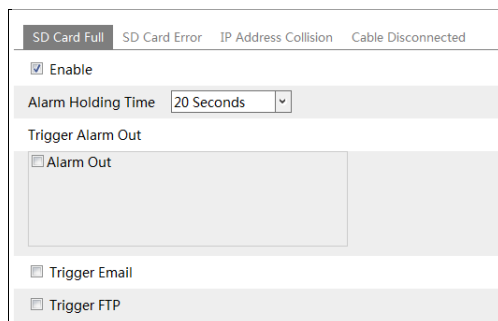 SD Card Full SD Card Error IP Address Collision Cable Disconnected
Enable
Alarm Holding Time 20 Seconds
Trigger Alarm Out
Alarm Out
Trigger Email
Trigger FTP